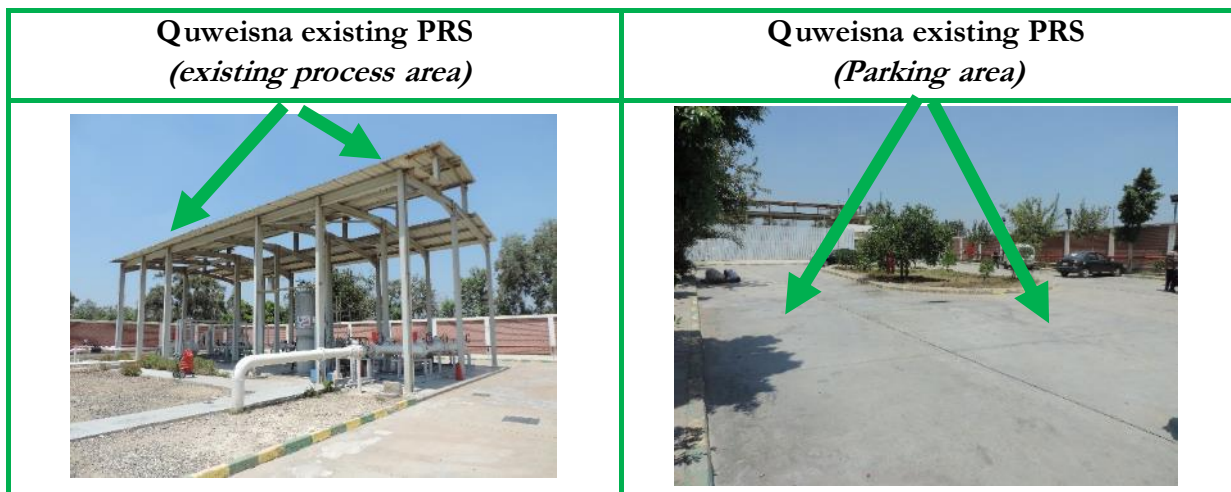 Quweisna existing PRS
(existing process area)
Quweisna existing PRS
(Parking area)